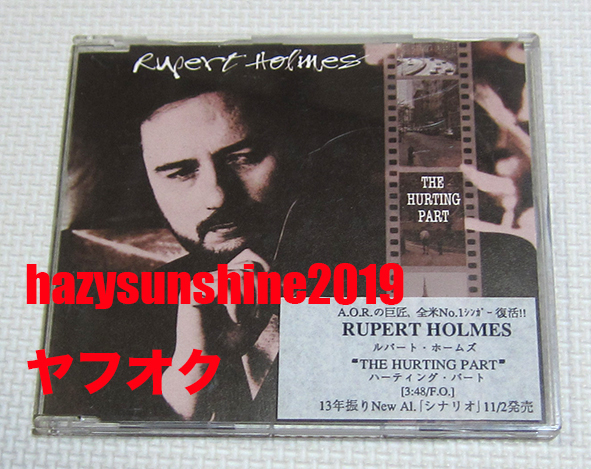 Rupert Holmes
THE
HURTING
PART
hazysunshine2019
ヤフオク
A.O.R.の巨匠, 全米No.1ｼﾝｶﾞｰ復活!!
RUPERT HOLMES
ルパート・ホームズ
"THE HURTING PART"
ハーティング・パート
[3:48/F.O.]
13年振りNew Al.「シナリオ」11/2発売